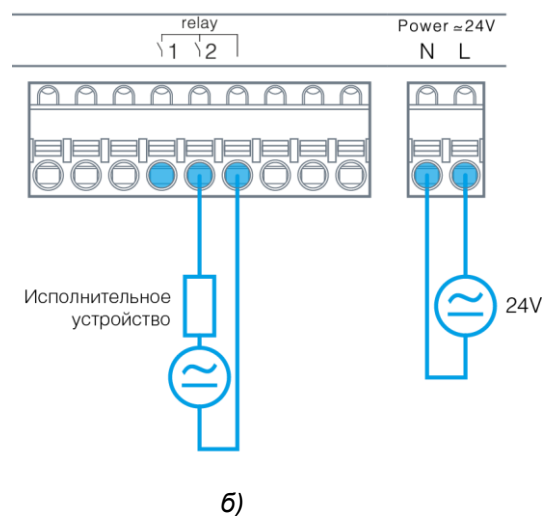 relay
Power ≃24V
1 2
N L
Исполнительное
устройство
24V
б)